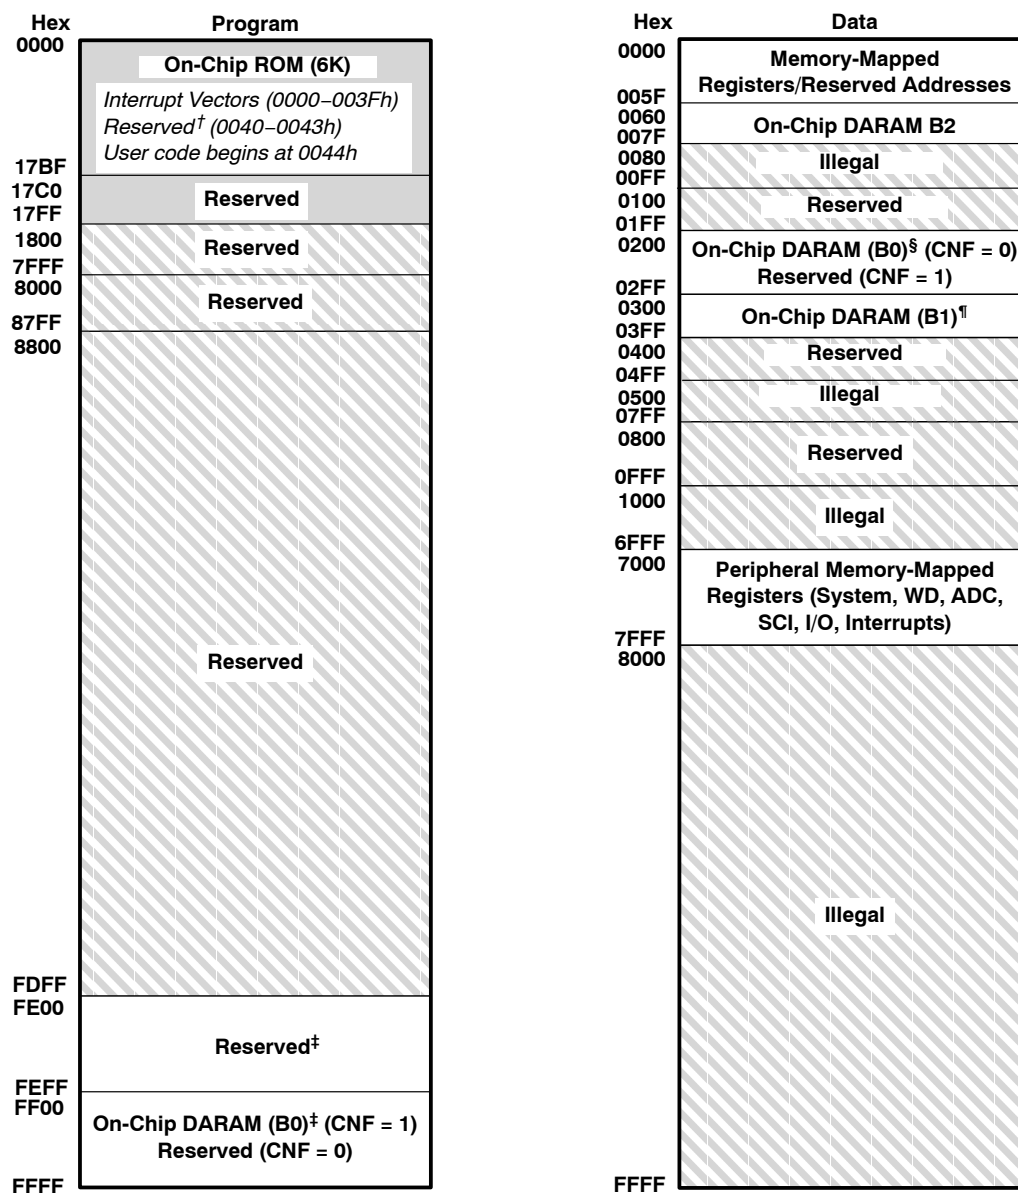 Hex
Program
0000
On-Chip ROM (6K)
Interrupt Vectors (0000–003Fh)
Reserved† (0040–0043h)
User code begins at 0044h
17BF
17C0
Reserved
17FF
1800
Reserved
7FFF
8000
Reserved
87FF
8800
Reserved
FDFF
FE00
Reserved‡
FEFF
FF00
On-Chip DARAM (B0)‡ (CNF = 1)
Reserved (CNF = 0)
FFFF
Hex
Data
0000
Memory-Mapped
Registers/Reserved Addresses
005F
0060
On-Chip DARAM B2
007F
0080
Illegal
00FF
0100
Reserved
01FF
0200
On-Chip DARAM (B0)§ (CNF = 0)
Reserved (CNF = 1)
02FF
0300
On-Chip DARAM (B1)¶
03FF
0400
Reserved
04FF
0500
Illegal
07FF
0800
Reserved
0FFF
1000
Illegal
6FFF
7000
Peripheral Memory-Mapped
Registers (System, WD, ADC,
SCI, I/O, Interrupts)
7FFF
8000
Illegal
FFFF